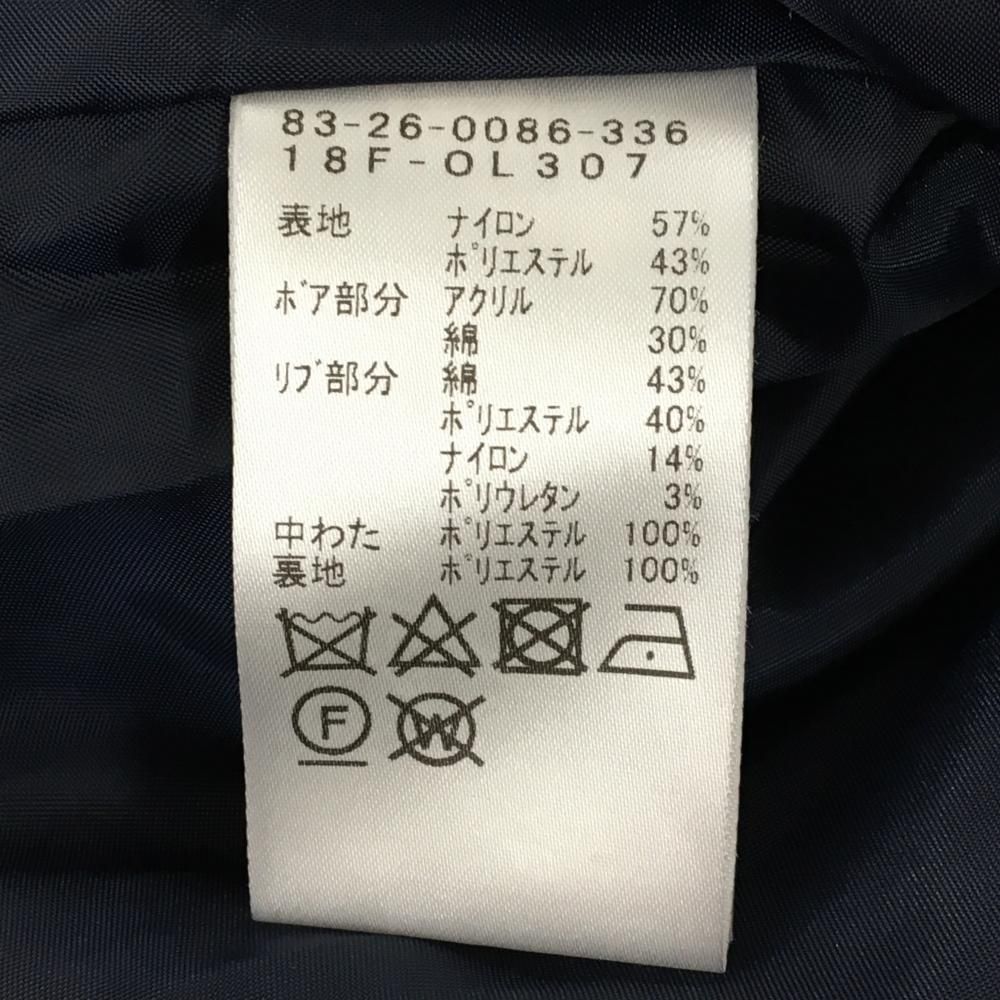 83-26-0086-336
18F-OL307
表地 ナイロン 57%
ポリエステル 43%
ボア部分 アクリル 70%
綿 30%
リブ部分 綿 43%
ポリエステル 40%
ナイロン 14%
ポリウレタン 3%
中わた ポリエステル 100%
裏地 ポリエステル 100%
F W